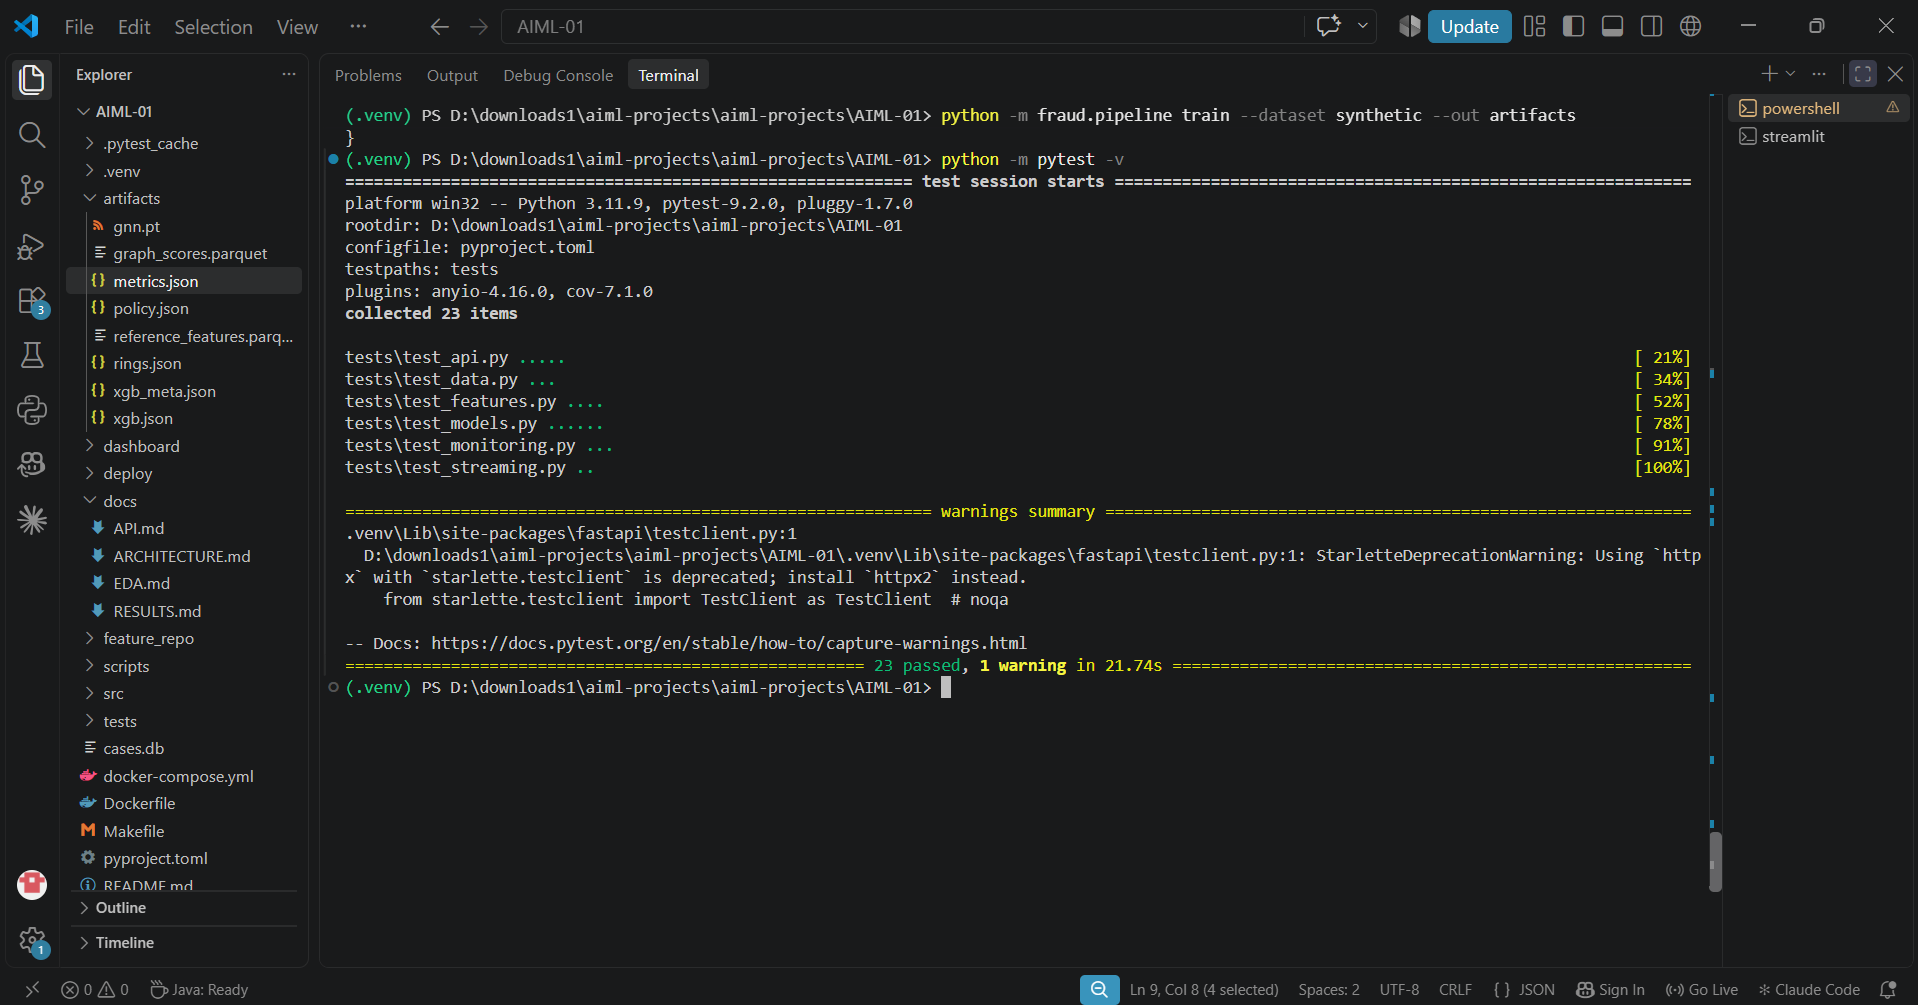 File Edit Selection View ···
AIML-01
Update
Explorer ···
AIML-01
.pytest_cache
.venv
artifacts
gnn.pt
graph_scores.parquet
metrics.json
policy.json
reference_features.parq...
rings.json
xgb_meta.json
xgb.json
dashboard
deploy
docs
API.md
ARCHITECTURE.md
EDA.md
RESULTS.md
feature_repo
scripts
src
tests
cases.db
docker-compose.yml
Dockerfile
Makefile
pyproject.toml
README.md
Outline
Timeline
3
1
Problems Output Debug Console Terminal
(.venv) PS D:\downloads1\aiml-projects\aiml-projects\AIML-01> python -m fraud.pipeline train --dataset synthetic --out artifacts
}
(.venv) PS D:\downloads1\aiml-projects\aiml-projects\AIML-01> python -m pytest -v
=========================================================== test session starts ============================================================
platform win32 -- Python 3.11.9, pytest-9.2.0, pluggy-1.7.0
rootdir: D:\downloads1\aiml-projects\aiml-projects\AIML-01
configfile: pyproject.toml
testpaths: tests
plugins: anyio-4.16.0, cov-7.1.0
collected 23 items
tests\test_api.py ..... [ 21%]
tests\test_data.py ... [ 34%]
tests\test_features.py .... [ 52%]
tests\test_models.py ...... [ 78%]
tests\test_monitoring.py ... [ 91%]
tests\test_streaming.py .. [100%]
============================================================= warnings summary =============================================================
.venv\Lib\site-packages\fastapi\testclient.py:1
D:\downloads1\aiml-projects\aiml-projects\AIML-01\.venv\Lib\site-packages\fastapi\testclient.py:1: StarletteDeprecationWarning: Using `http
x` with `starlette.testclient` is deprecated; install `httpx2` instead.
from starlette.testclient import TestClient as TestClient # noqa
-- Docs: https://docs.pytest.org/en/stable/how-to/capture-warnings.html
====================================================== 23 passed, 1 warning in 21.74s ======================================================
(.venv) PS D:\downloads1\aiml-projects\aiml-projects\AIML-01>
powershell
streamlit
0 0 Java: Ready
Ln 9, Col 8 (4 selected) Spaces: 2 UTF-8 CRLF { } JSON Sign In Go Live Claude Code